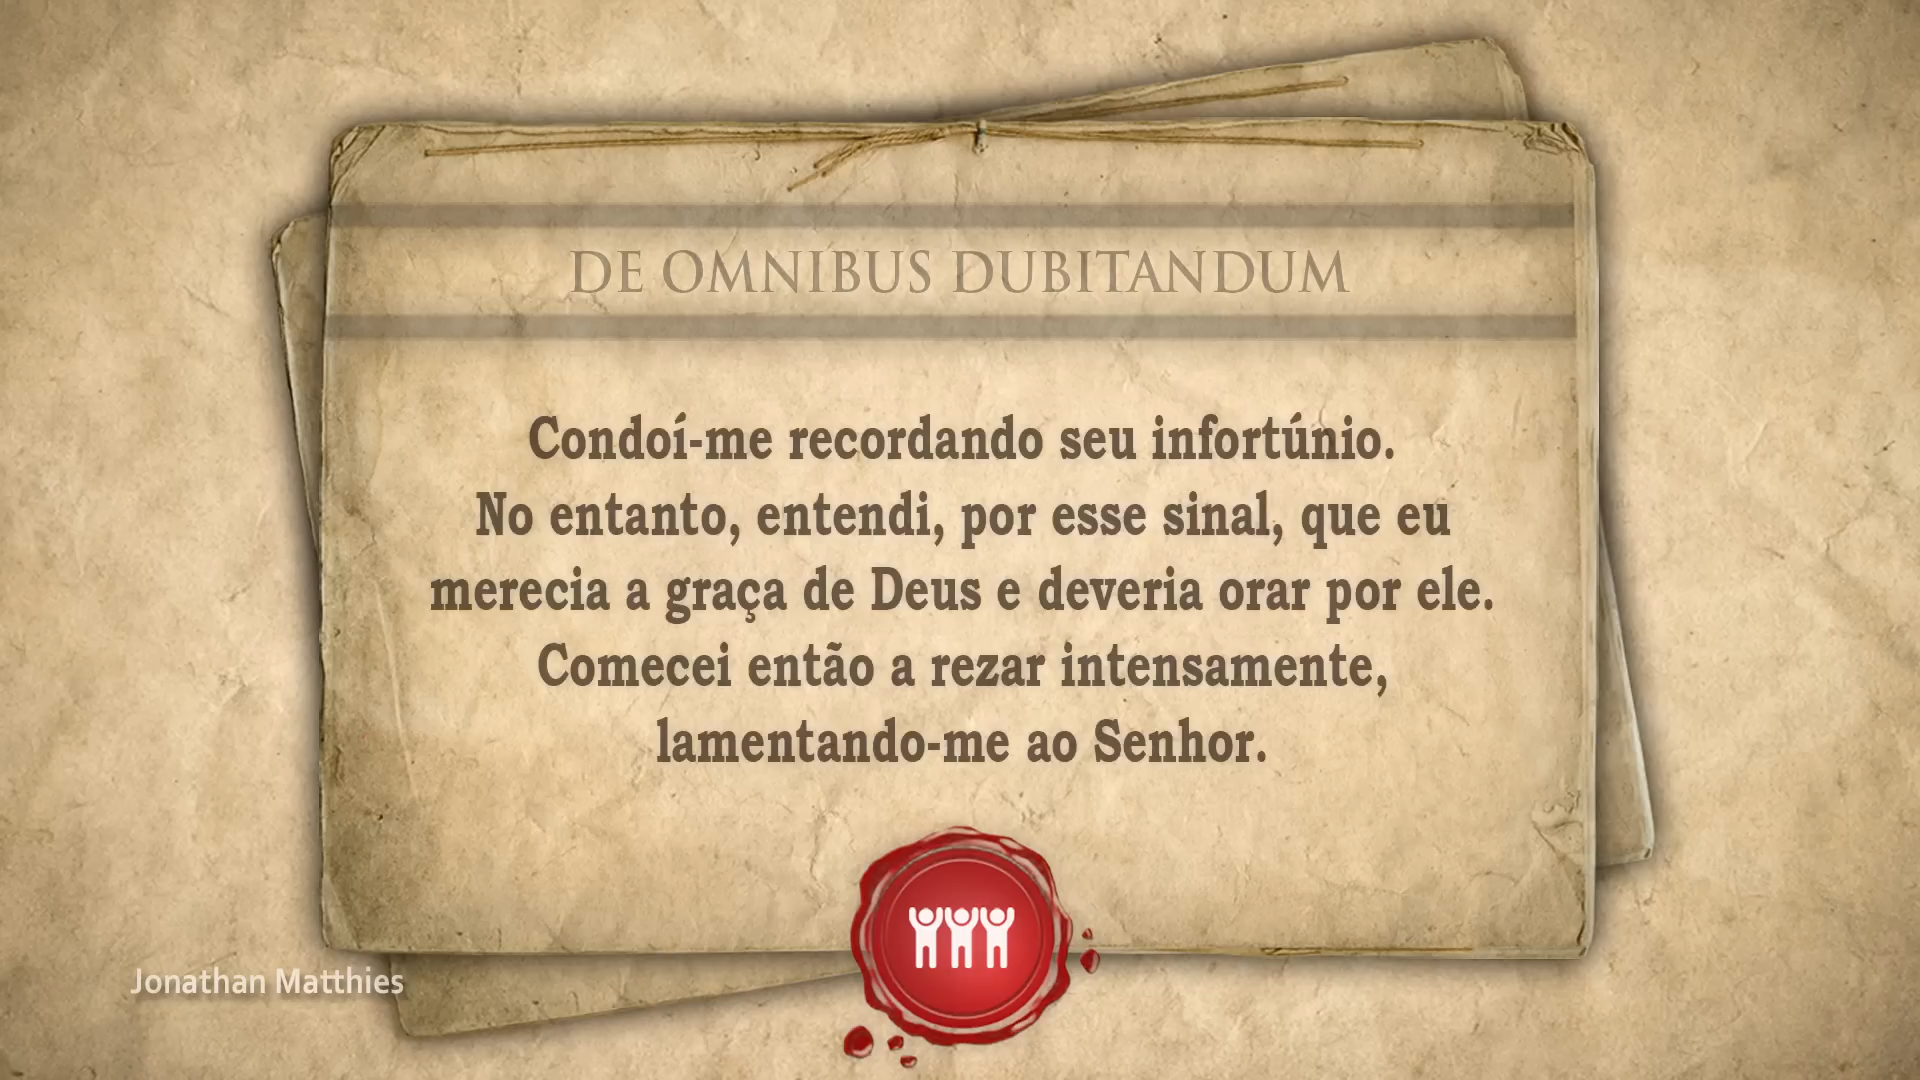 DE OMNIBUS DUBITANDUM
Condoí-me recordando seu infortúnio.
No entanto, entendi, por esse sinal, que eu
merecia a graça de Deus e deveria orar por ele.
Comecei então a rezar intensamente,
lamentando-me ao Senhor.
Jonathan Matthies